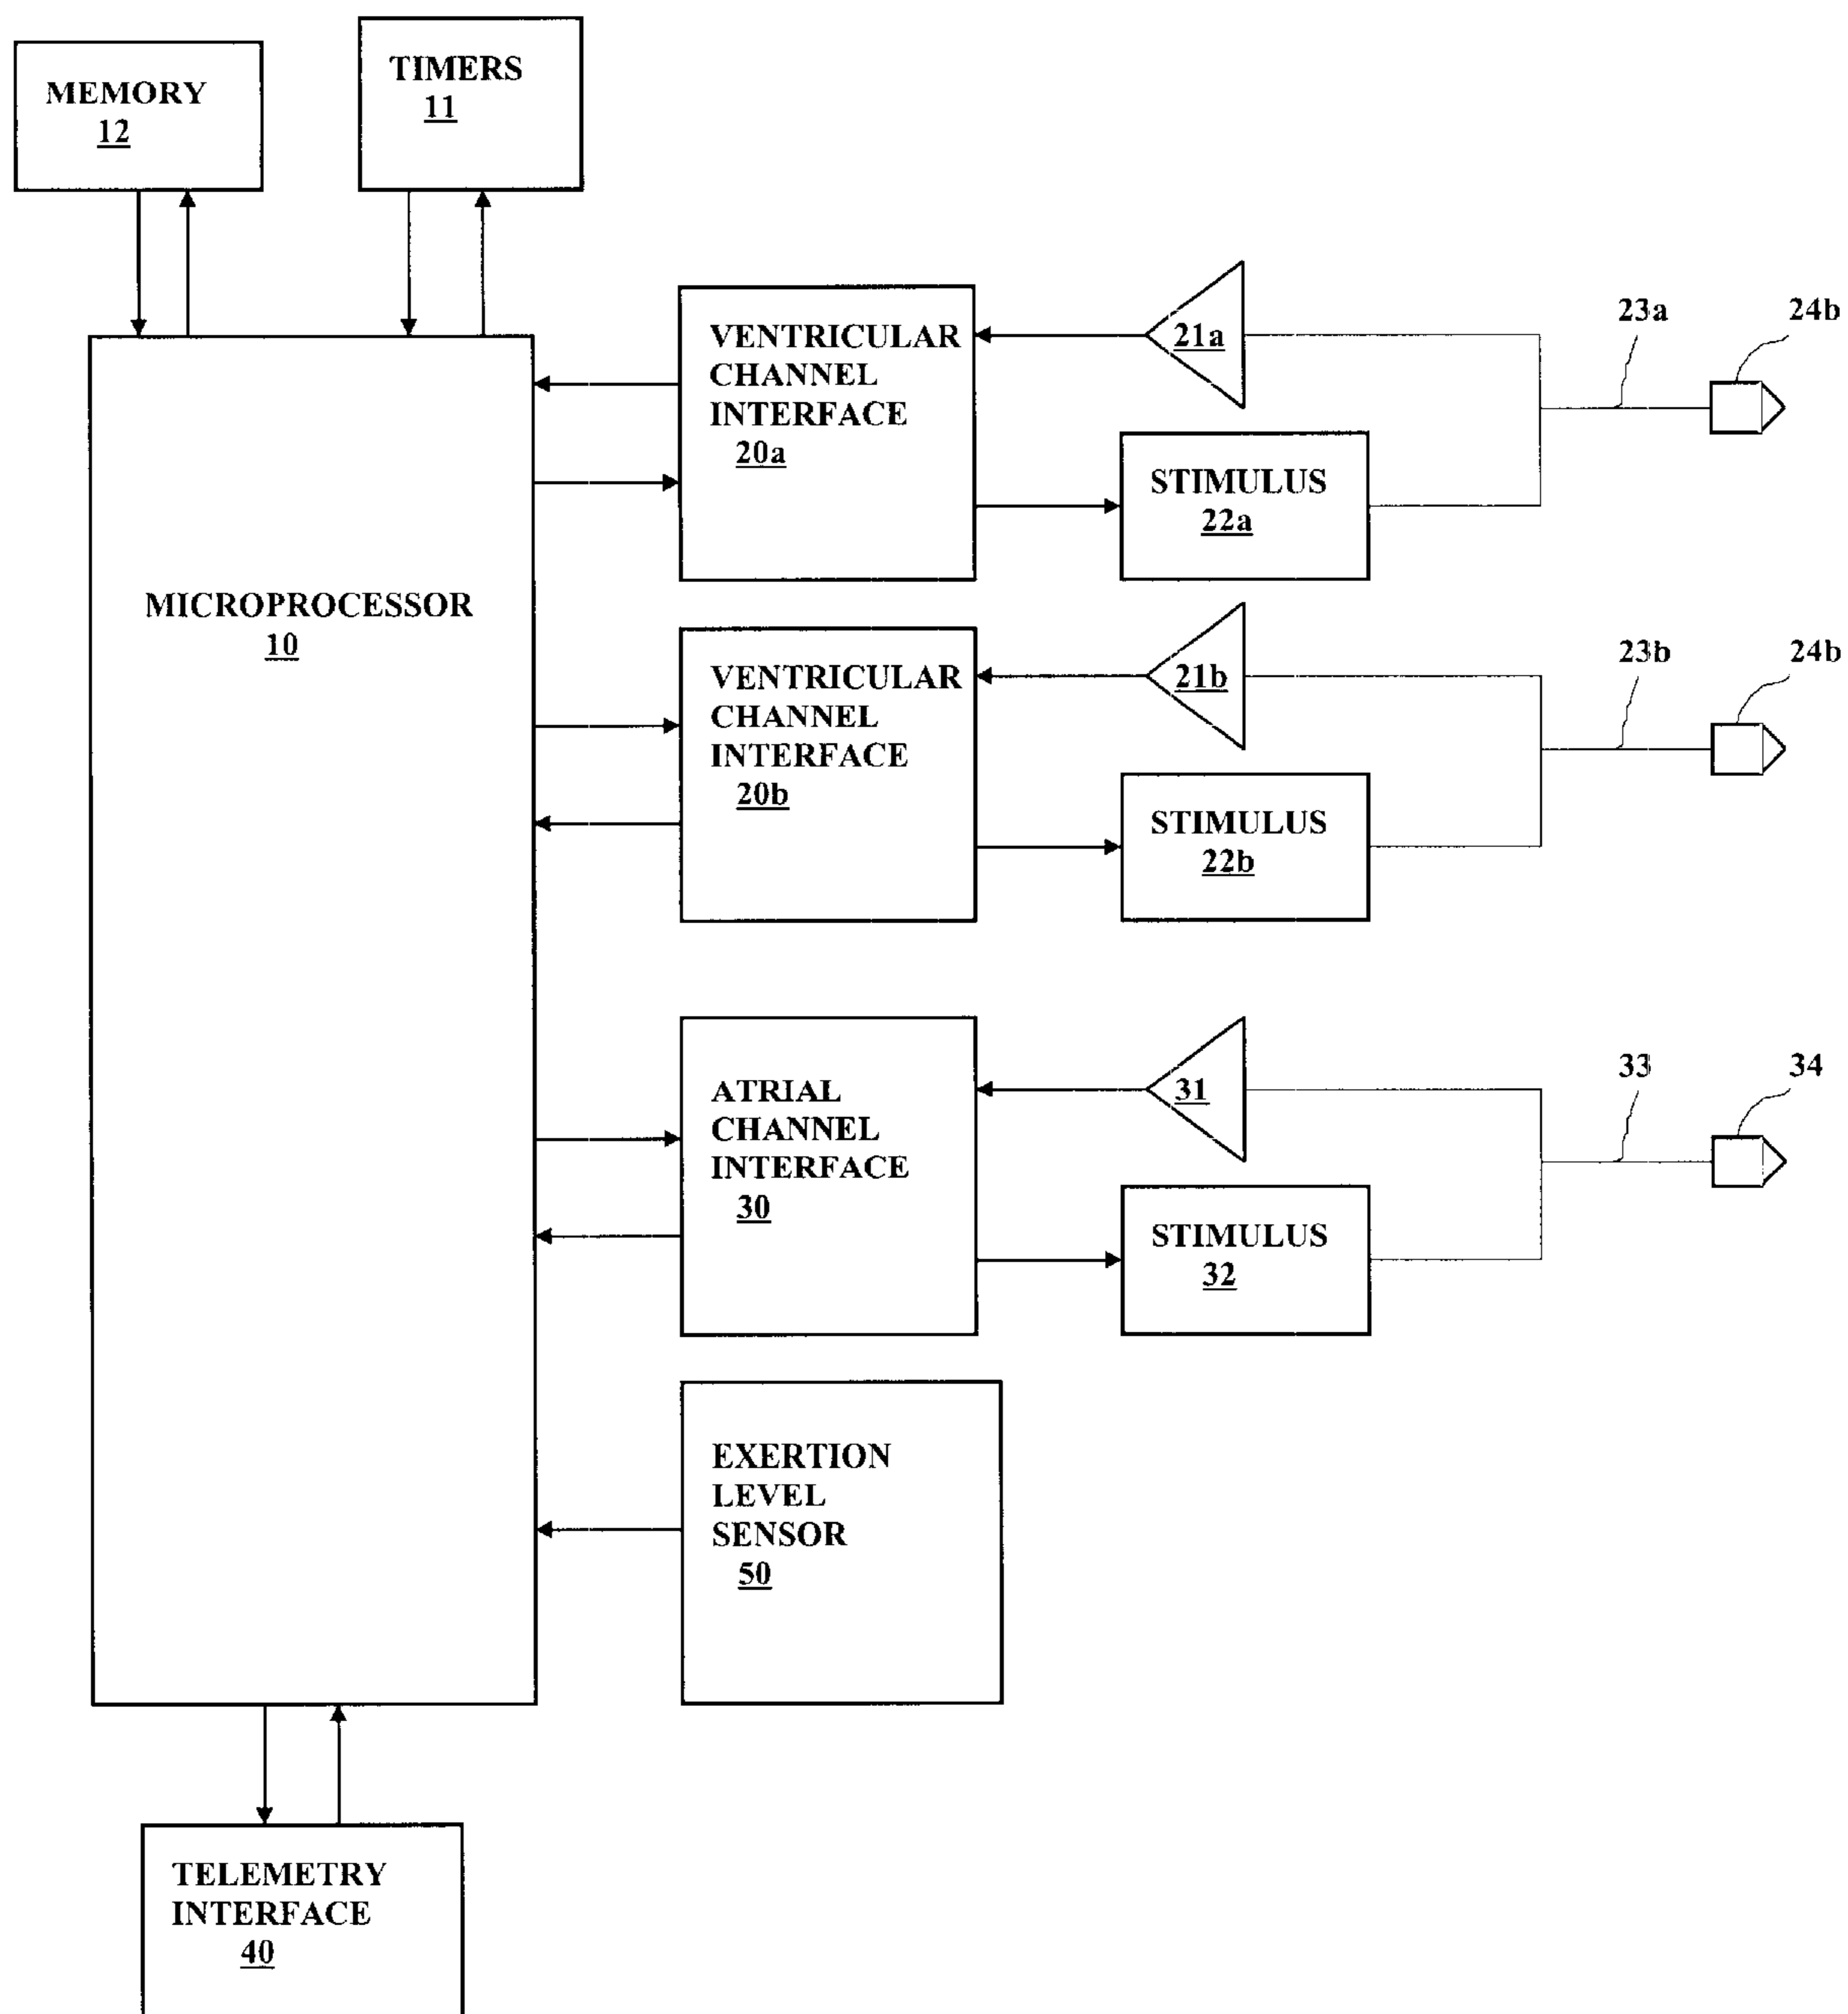 MEMORY
12
TIMERS
11
MICROPROCESSOR
10
VENTRICULAR
CHANNEL
INTERFACE
20a
21a
STIMULUS
22a
23a
24b
VENTRICULAR
CHANNEL
INTERFACE
20b
21b
STIMULUS
22b
23b
24b
ATRIAL
CHANNEL
INTERFACE
30
31
STIMULUS
32
33
34
EXERTION
LEVEL
SENSOR
50
TELEMETRY
INTERFACE
40